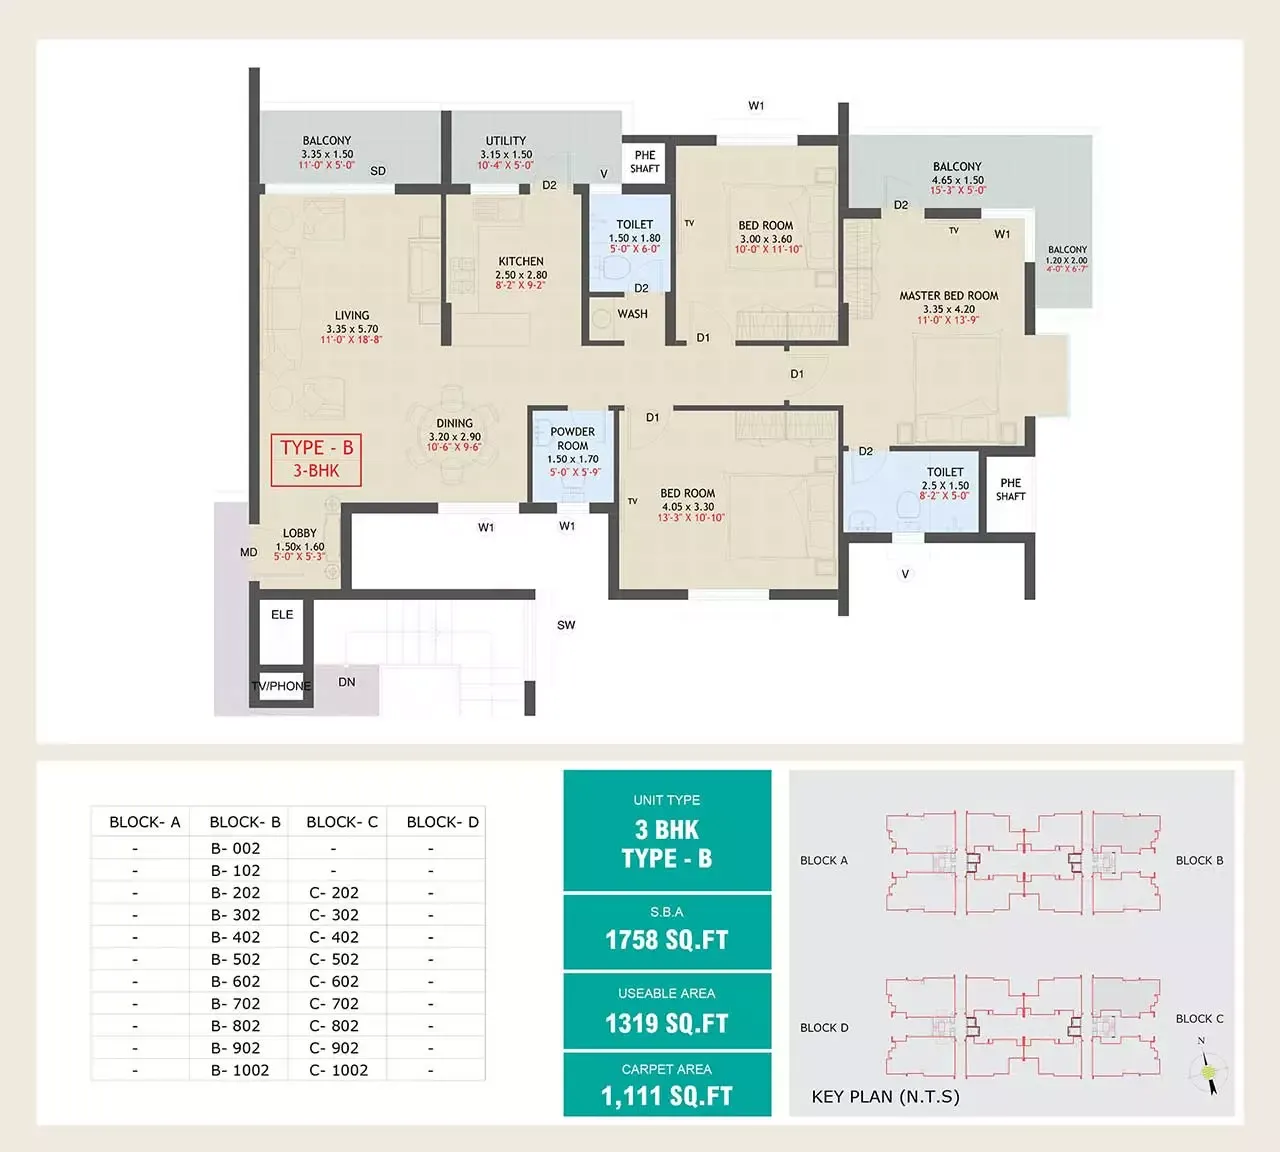 W1
BALCONY
3.35 x 1.50
11'-0" X 5'-0"
SD
UTILITY
3.15 x 1.50
10'-4" X 5'-0"
D2
V
PHE
SHAFT
BALCONY
4.65 x 1.50
15'-3" X 5'-0"
D2
TV
W1
BALCONY
1.20 x 2.00
4'-0" X 6'-7"
TOILET
1.50 x 1.80
5'-0" X 6'-0"
D2
TV
BED ROOM
3.00 x 3.60
10'-0" X 11'-10"
KITCHEN
2.50 x 2.80
8'-2" X 9'-2"
WASH
MASTER BED ROOM
3.35 x 4.20
11'-0" X 13'-9"
LIVING
3.35 x 5.70
11'-0" X 18'-8"
D1
D1
D1
DINING
3.20 x 2.90
10'-6" X 9'-6"
TYPE - B
3-BHK
POWDER
ROOM
1.50 x 1.70
5'-0" X 5'-9"
D2
TOILET
2.5 X 1.50
8'-2" X 5'-0"
PHE
SHAFT
TV
BED ROOM
4.05 x 3.30
13'-3" X 10'-10"
W1
W1
LOBBY
1.50x 1.60
5'-0" X 5'-3"
MD
V
ELE
SW
TV/PHONE
DN
BLOCK- A BLOCK- B BLOCK- C BLOCK- D
- B- 002 - -
- B- 102 - -
- B- 202 C- 202 -
- B- 302 C- 302 -
- B- 402 C- 402 -
- B- 502 C- 502 -
- B- 602 C- 602 -
- B- 702 C- 702 -
- B- 802 C- 802 -
- B- 902 C- 902 -
- B- 1002 C- 1002 -
UNIT TYPE
3 BHK
TYPE - B
S.B.A
1758 SQ.FT
USEABLE AREA
1319 SQ.FT
CARPET AREA
1,111 SQ.FT
BLOCK A
BLOCK B
BLOCK D
BLOCK C
N
KEY PLAN (N.T.S)